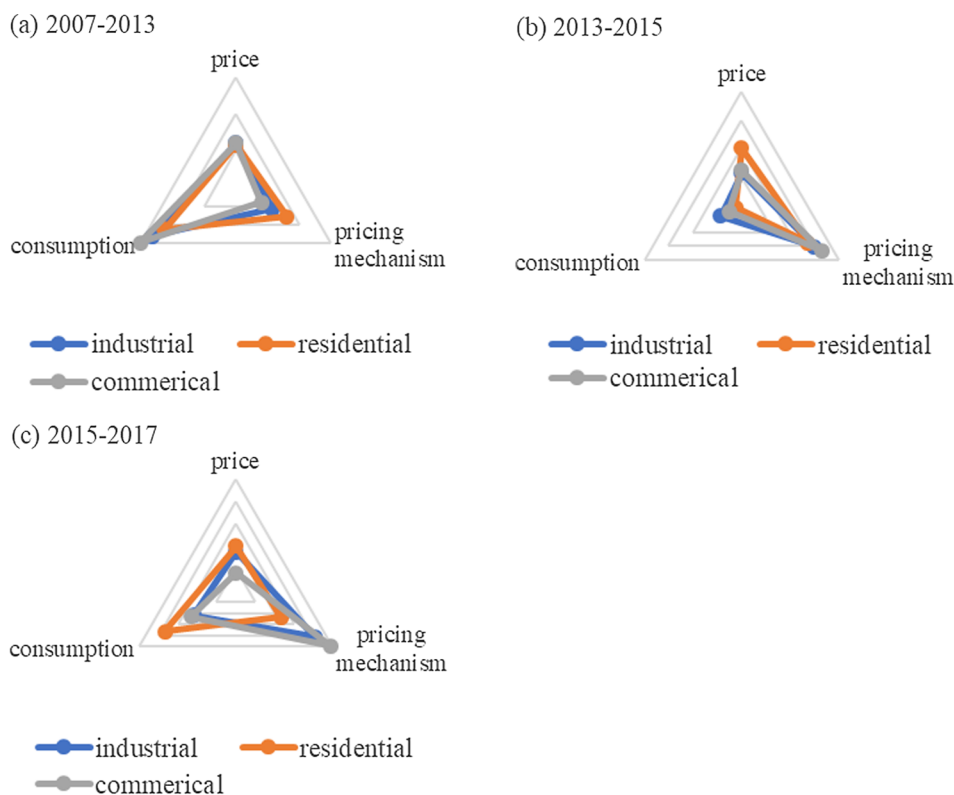 (a) 2007-2013
price
consumption
pricing
mechanism
industrial
residential
commerical
(b) 2013-2015
price
consumption
pricing
mechanism
industrial
residential
commerical
(c) 2015-2017
price
consumption
pricing
mechanism
industrial
residential
commerical